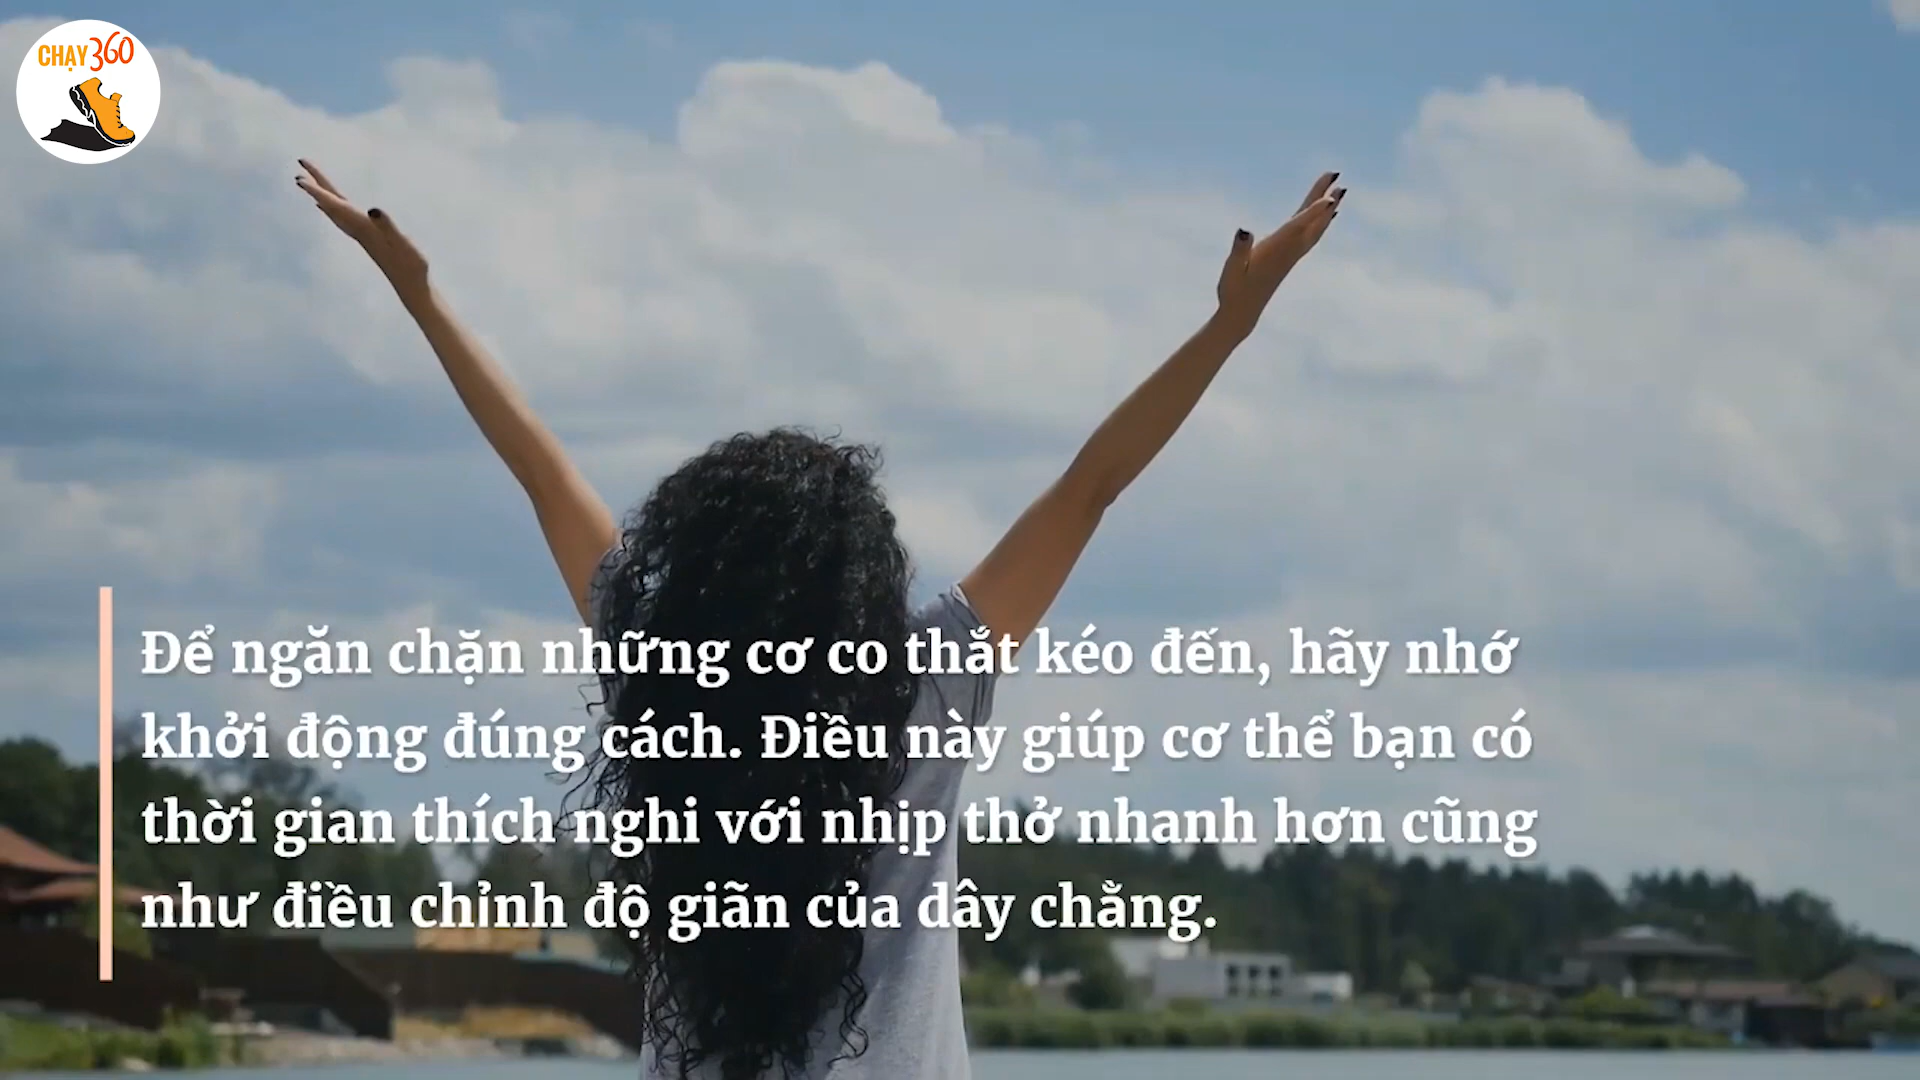 CHẠY 360
Để ngăn chặn những cơ co thắt kéo đến, hãy nhớ
khởi động đúng cách. Điều này giúp cơ thể bạn có
thời gian thích nghi với nhịp thở nhanh hơn cũng
như điều chỉnh độ giãn của dây chằng.